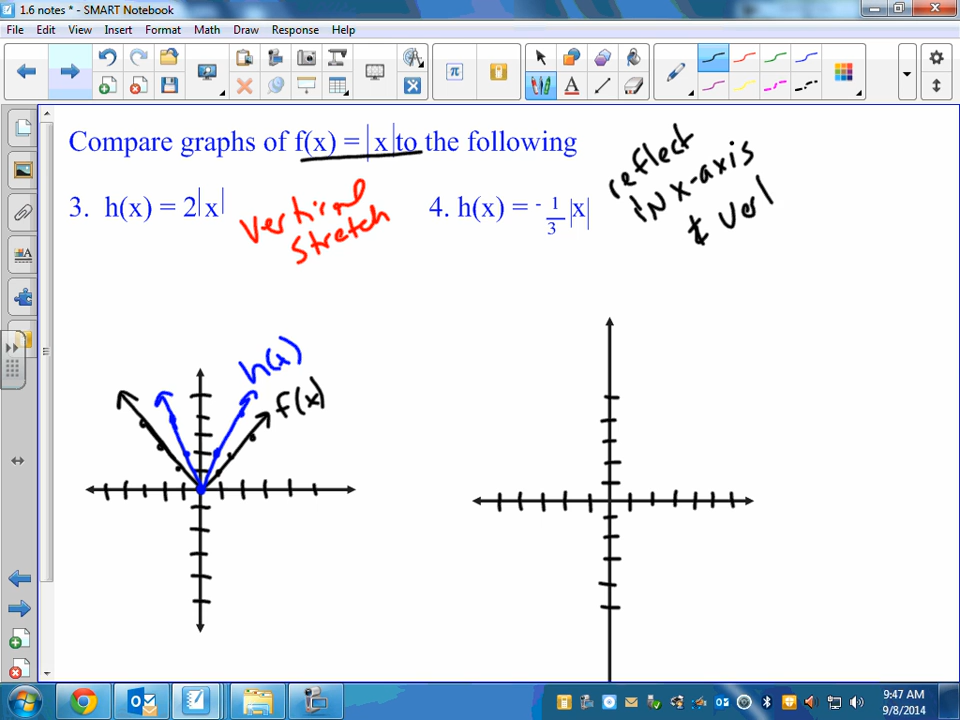 1.6 notes * - SMART Notebook
File Edit View Insert Format Math Draw Response Help
Compare graphs of f(x) = |x| to the following
3. h(x) = 2|x|
vertical
stretch
4. h(x) = - 1/3 |x|
reflect
in x-axis
& ver
h(x)
f(x)
9:47 AM
9/8/2014